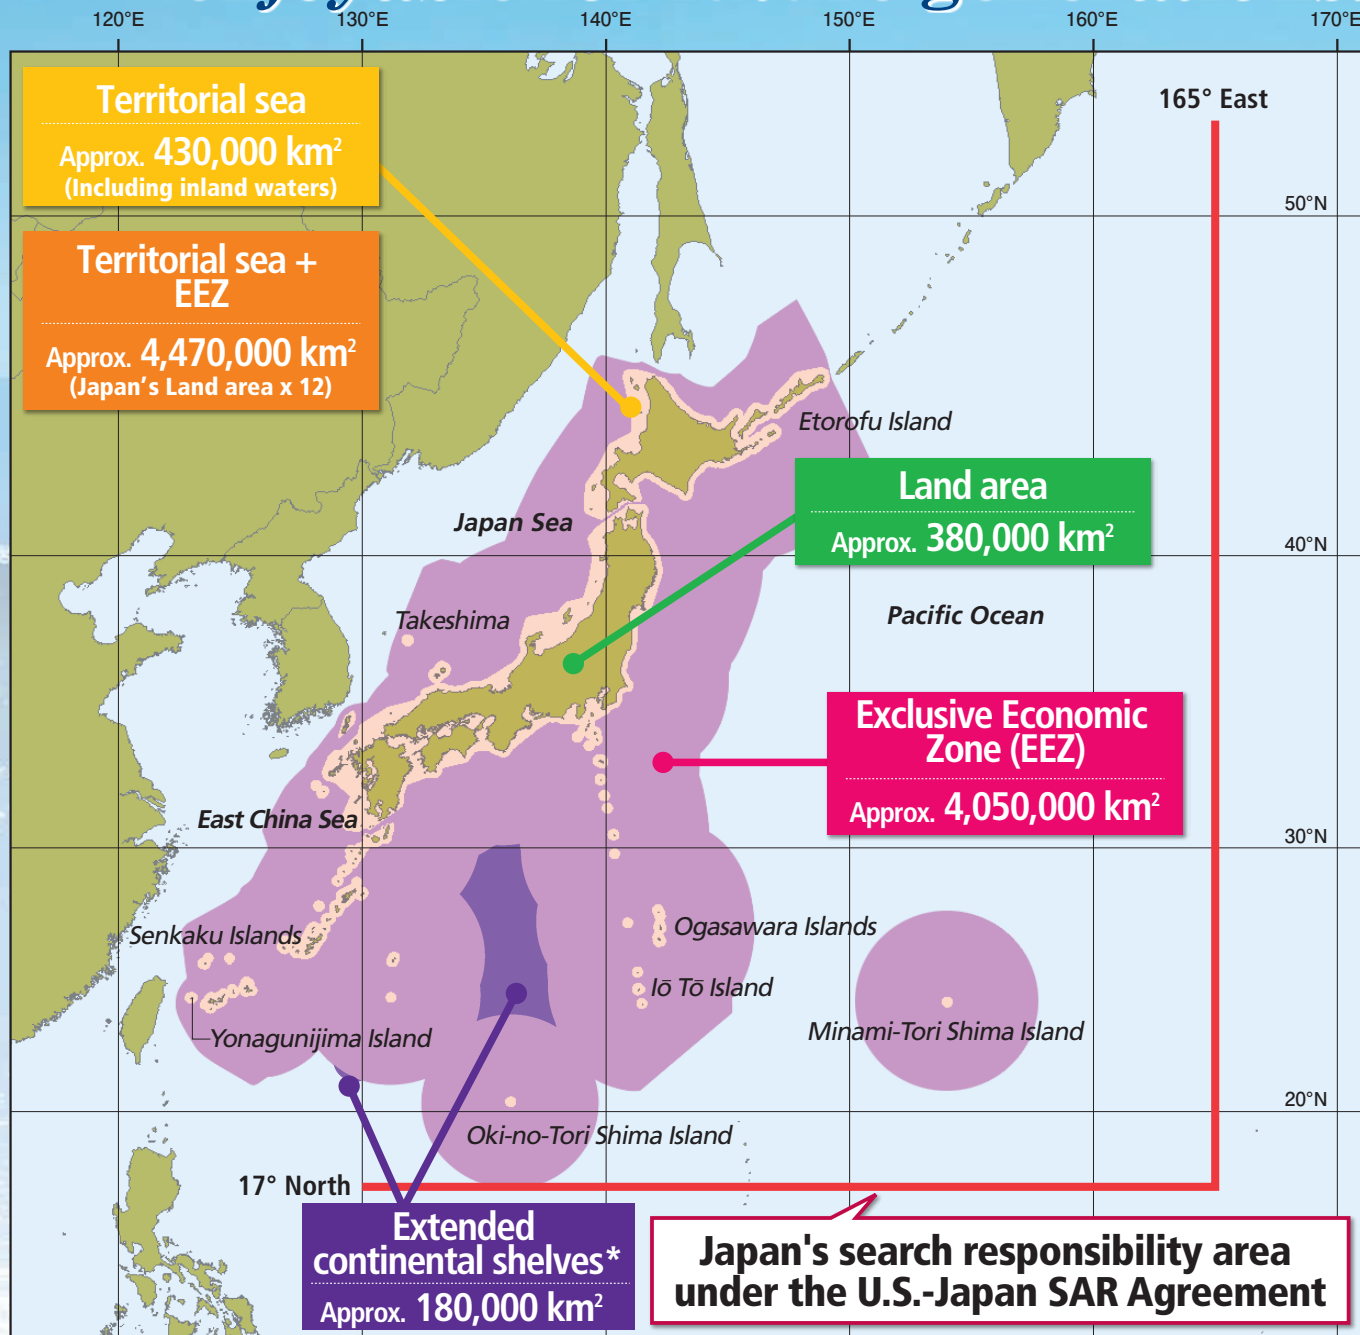 120°E
130°E
140°E
150°E
160°E
170°E
165° East
Territorial sea
Approx. 430,000 km²
(Including inland waters)
50°N
Territorial sea +
EEZ
Approx. 4,470,000 km²
(Japan's Land area x 12)
Etorofu Island
Land area
Approx. 380,000 km²
Japan Sea
40°N
Takeshima
Pacific Ocean
Exclusive Economic
Zone (EEZ)
Approx. 4,050,000 km²
East China Sea
30°N
Senkaku Islands
Ogasawara Islands
Iō Tō Island
Yonagunijima Island
Minami-Tori Shima Island
20°N
Oki-no-Tori Shima Island
17° North
Extended
continental shelves*
Approx. 180,000 km²
Japan's search responsibility area
under the U.S.-Japan SAR Agreement